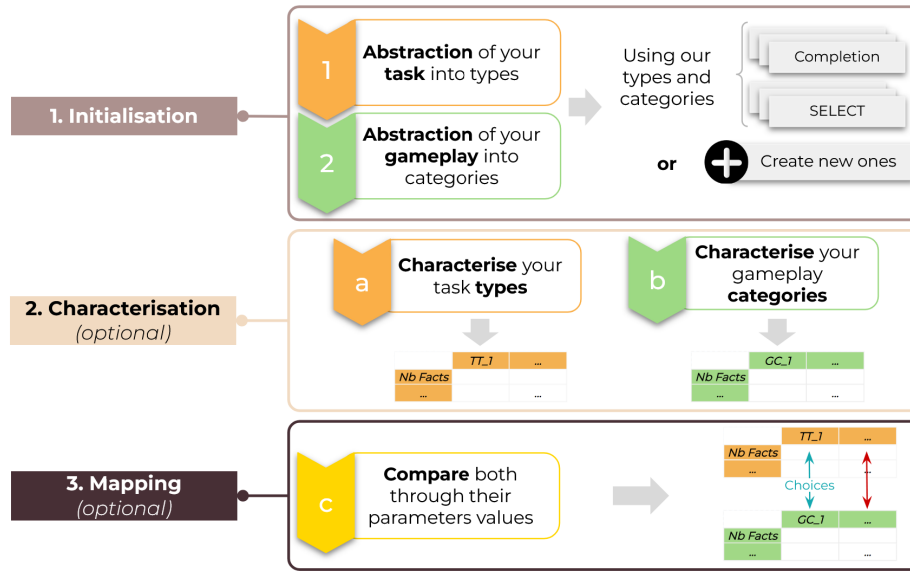 1. Initialisation
1
Abstraction of your
task into types
2
Abstraction of your
gameplay into
categories
Using our
types and
categories
Completion
SELECT
or
Create new ones
2. Characterisation
(optional)
a
Characterise your
task types
TT_1 ...
Nb Facts
... ...
b
Characterise your
gameplay
categories
GC_1 ...
Nb Facts
... ...
3. Mapping
(optional)
c
Compare both
through their
parameters values
TT_1 ...
Nb Facts
... ...
Choices
GC_1 ...
Nb Facts
... ...